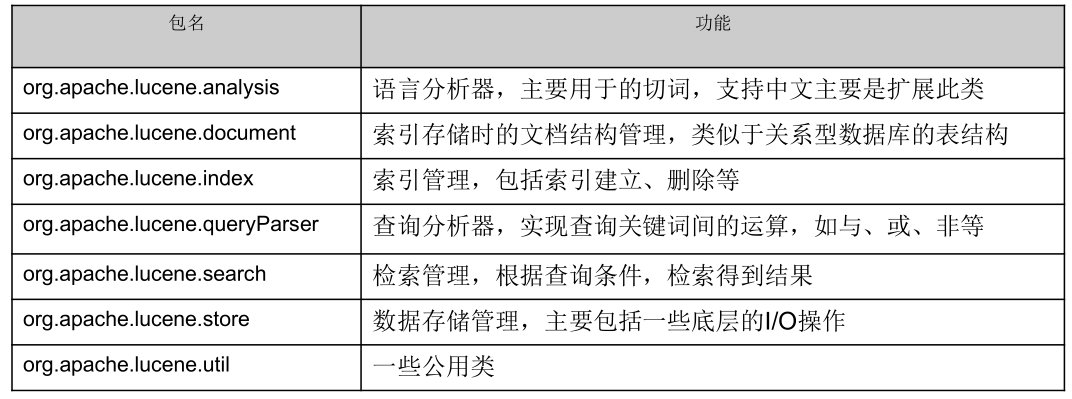 包名 功能
org.apache.lucene.analysis 语言分析器，主要用于的切词，支持中文主要是扩展此类
org.apache.lucene.document 索引存储时的文档结构管理，类似于关系型数据库的表结构
org.apache.lucene.index 索引管理，包括索引建立、删除等
org.apache.lucene.queryParser 查询分析器，实现查询关键词间的运算，如与、或、非等
org.apache.lucene.search 检索管理，根据查询条件，检索得到结果
org.apache.lucene.store 数据存储管理，主要包括一些底层的I/O操作
org.apache.lucene.util 一些公用类